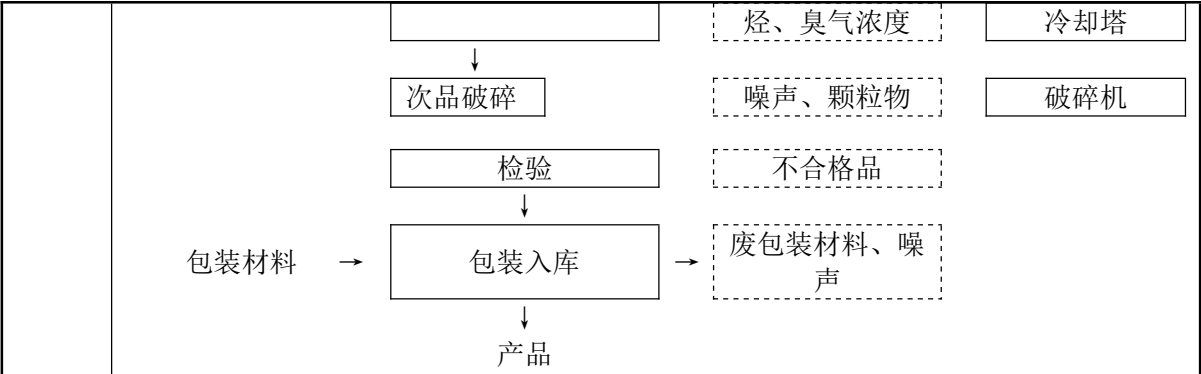 烃、臭气浓度 冷却塔
↓
次品破碎 噪声、颗粒物 破碎机
检验 不合格品
↓
包装材料 → 包装入库 → 废包装材料、噪
声
↓
产品